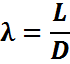 λ = L/D